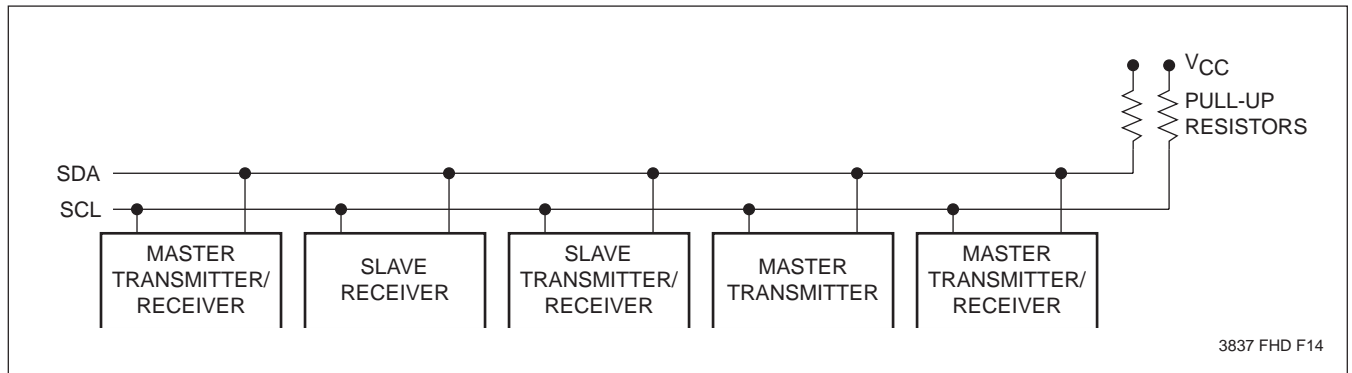 VCC
PULL-UP
RESISTORS
SDA
SCL
MASTER
TRANSMITTER/
RECEIVER
SLAVE
RECEIVER
SLAVE
TRANSMITTER/
RECEIVER
MASTER
TRANSMITTER
MASTER
TRANSMITTER/
RECEIVER
3837 FHD F14